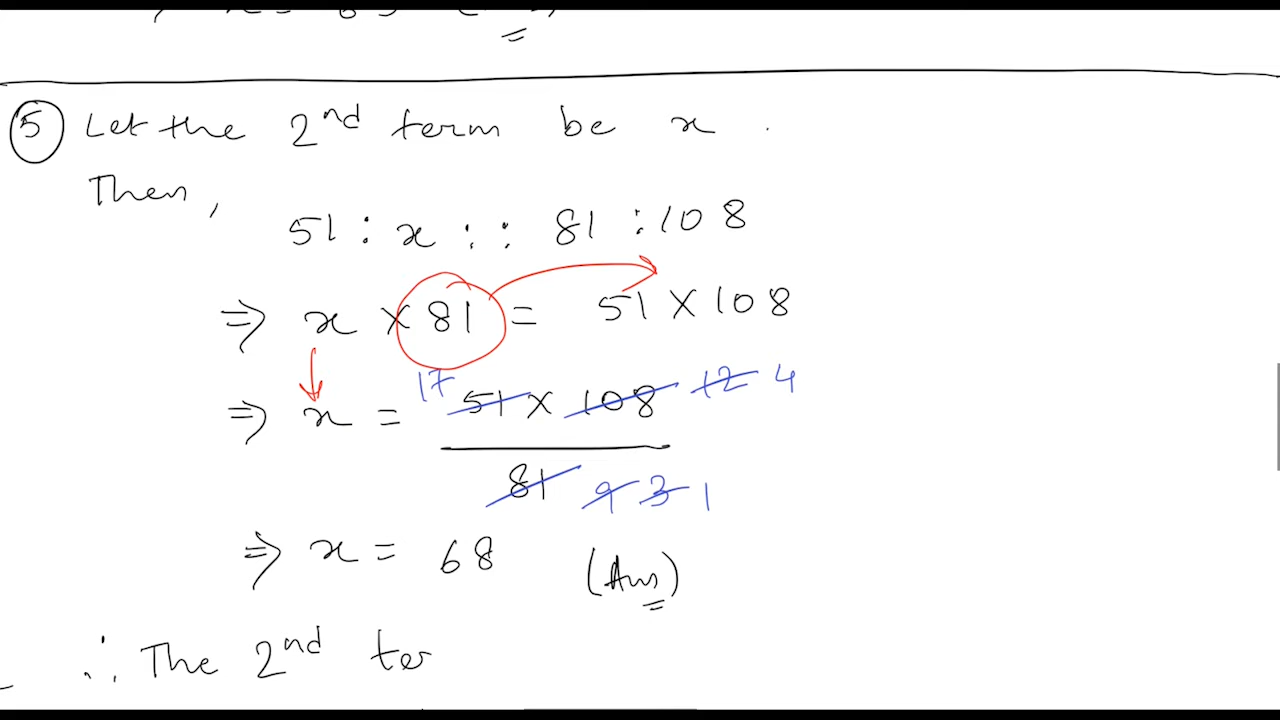 5 Let the 2nd term be x .
Then,
51 : x :: 81 : 108
⇒ x × 81 = 51 × 108
17 51 × 108 12 4
⇒ x =
81 9 3 1
⇒ x = 68 (Ans)
∴ The 2nd ter